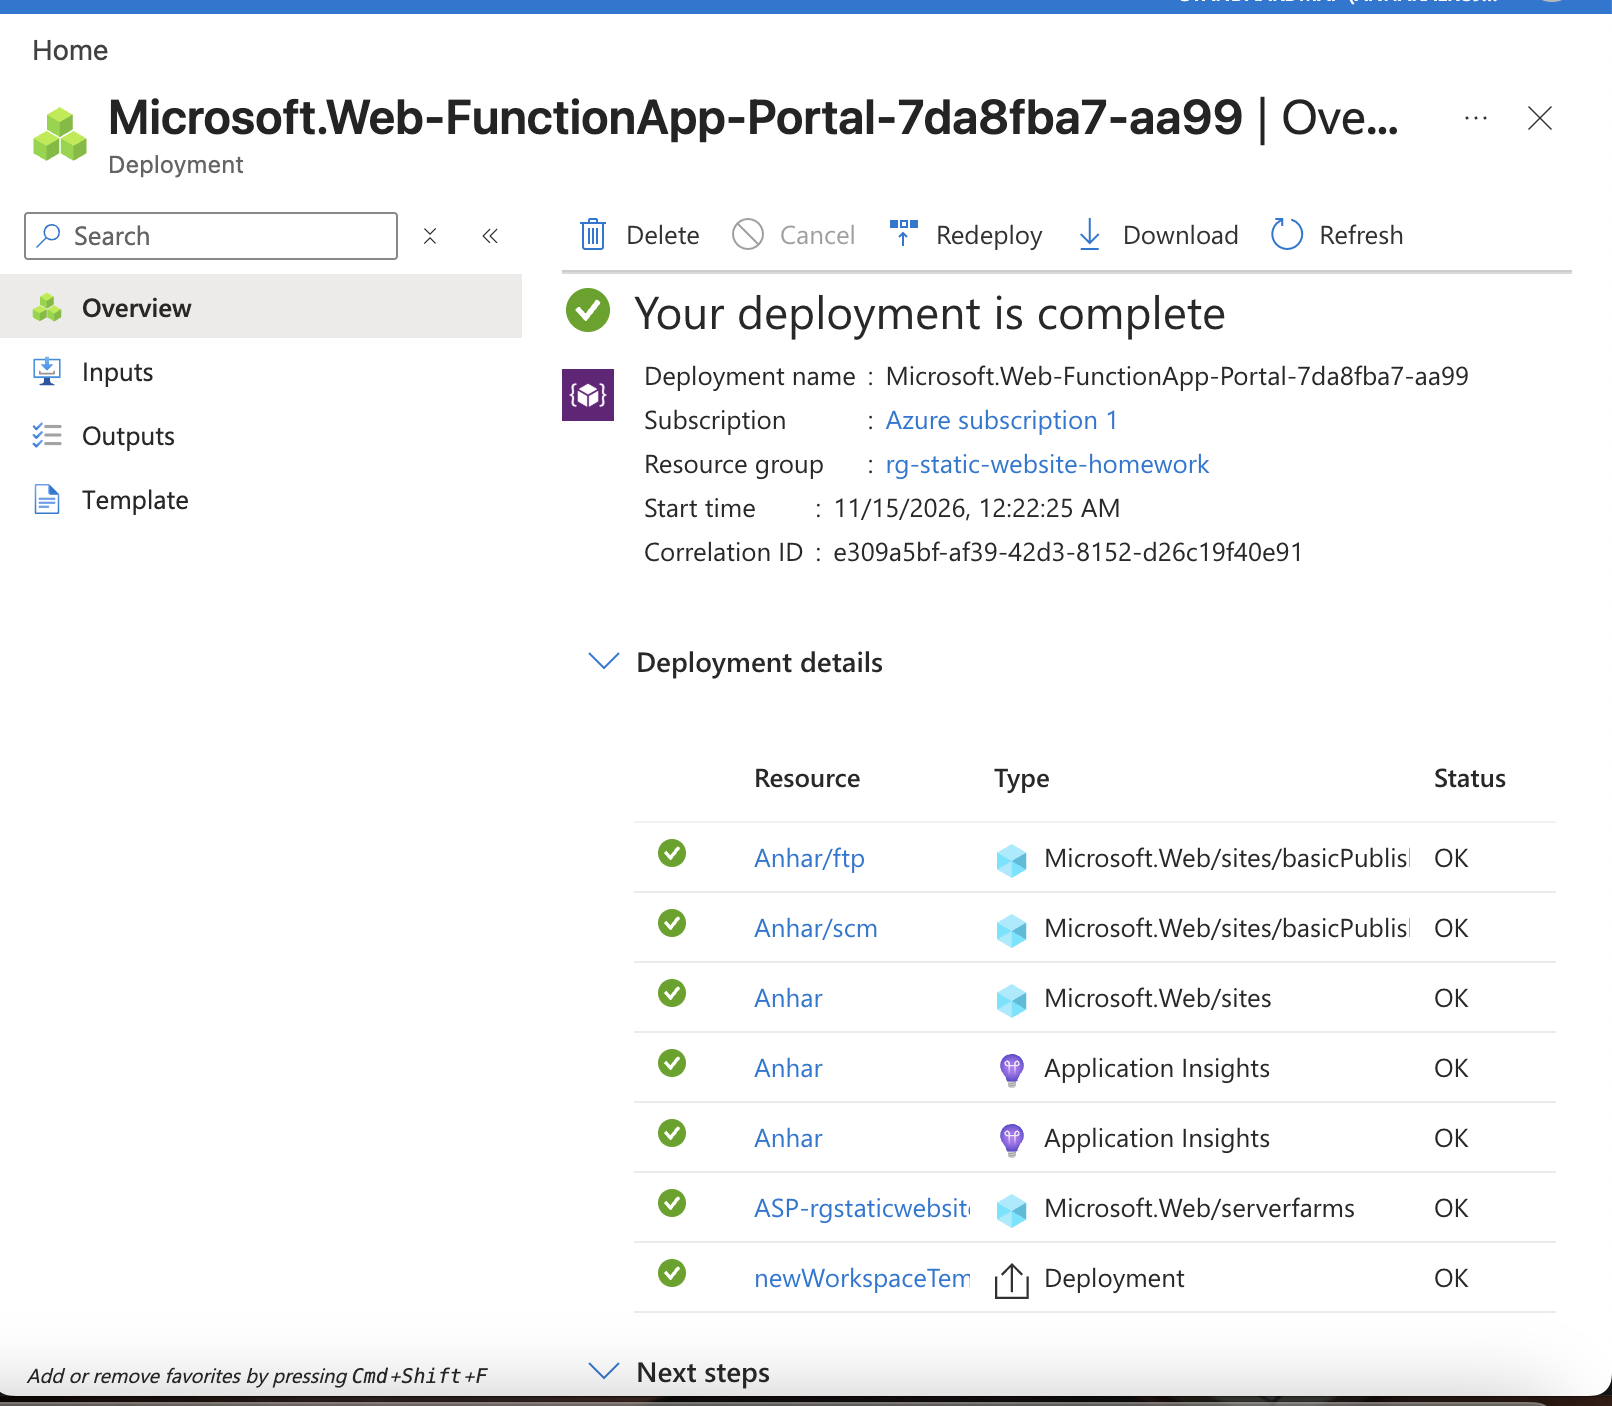 Home
Microsoft.Web-FunctionApp-Portal-7da8fba7-aa99 | Ove...
Deployment
Search
Delete Cancel Redeploy Download Refresh
Overview
Inputs
Outputs
Template
Your deployment is complete
Deployment name : Microsoft.Web-FunctionApp-Portal-7da8fba7-aa99
Subscription : Azure subscription 1
Resource group : rg-static-website-homework
Start time : 11/15/2026, 12:22:25 AM
Correlation ID : e309a5bf-af39-42d3-8152-d26c19f40e91
Deployment details
Resource Type Status
Anhar/ftp Microsoft.Web/sites/basicPublis OK
Anhar/scm Microsoft.Web/sites/basicPublis OK
Anhar Microsoft.Web/sites OK
Anhar Application Insights OK
Anhar Application Insights OK
ASP-rgstaticwebsite Microsoft.Web/serverfarms OK
newWorkspaceTem Deployment OK
Add or remove favorites by pressing Cmd+Shift+F
Next steps